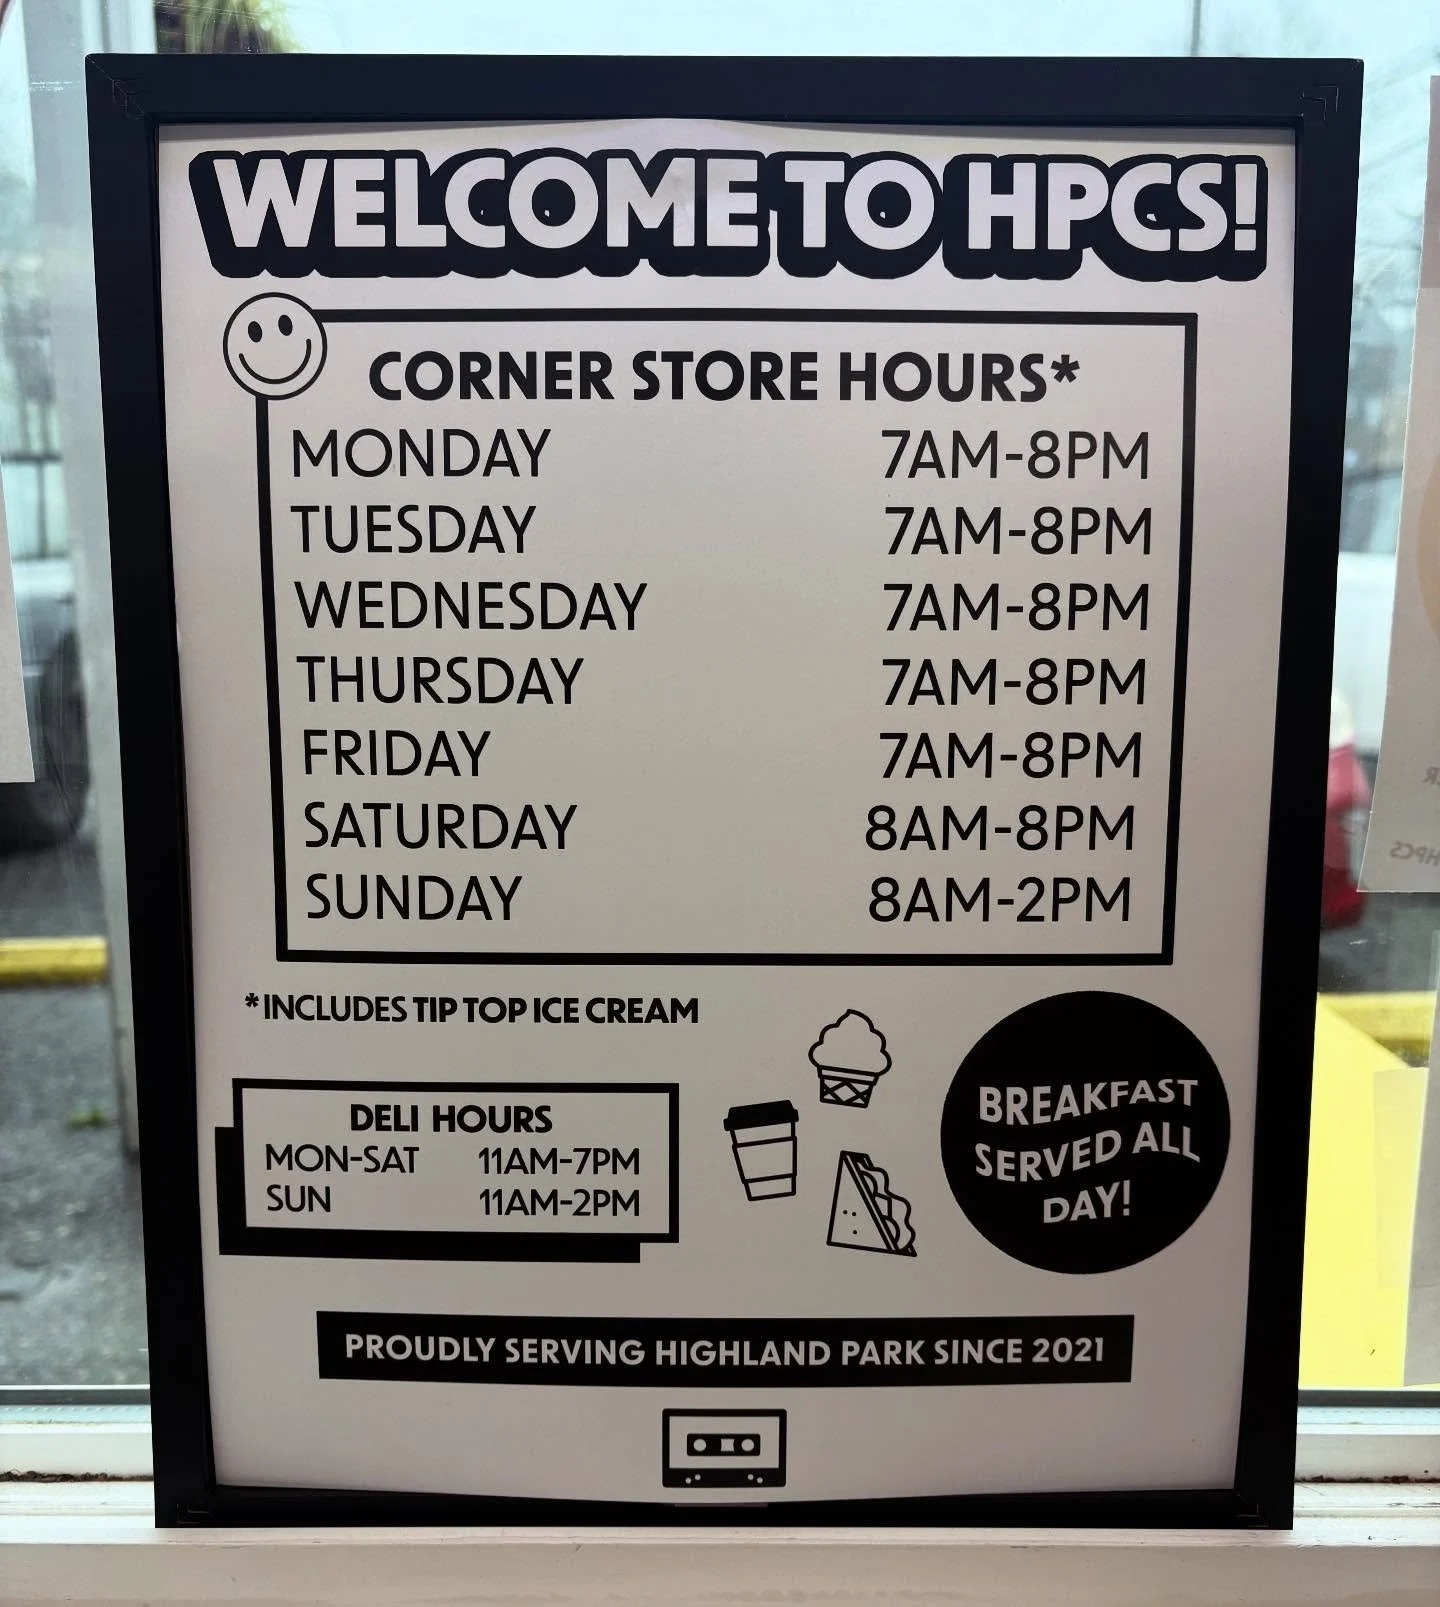 WELCOME TO HPCS!
CORNER STORE HOURS*
MONDAY 7AM-8PM
TUESDAY 7AM-8PM
WEDNESDAY 7AM-8PM
THURSDAY 7AM-8PM
FRIDAY 7AM-8PM
SATURDAY 8AM-8PM
SUNDAY 8AM-2PM
*INCLUDES TIP TOP ICE CREAM
DELI HOURS
MON-SAT 11AM-7PM
SUN 11AM-2PM
BREAKFAST
SERVED ALL
DAY!
PROUDLY SERVING HIGHLAND PARK SINCE 2021
HPCS